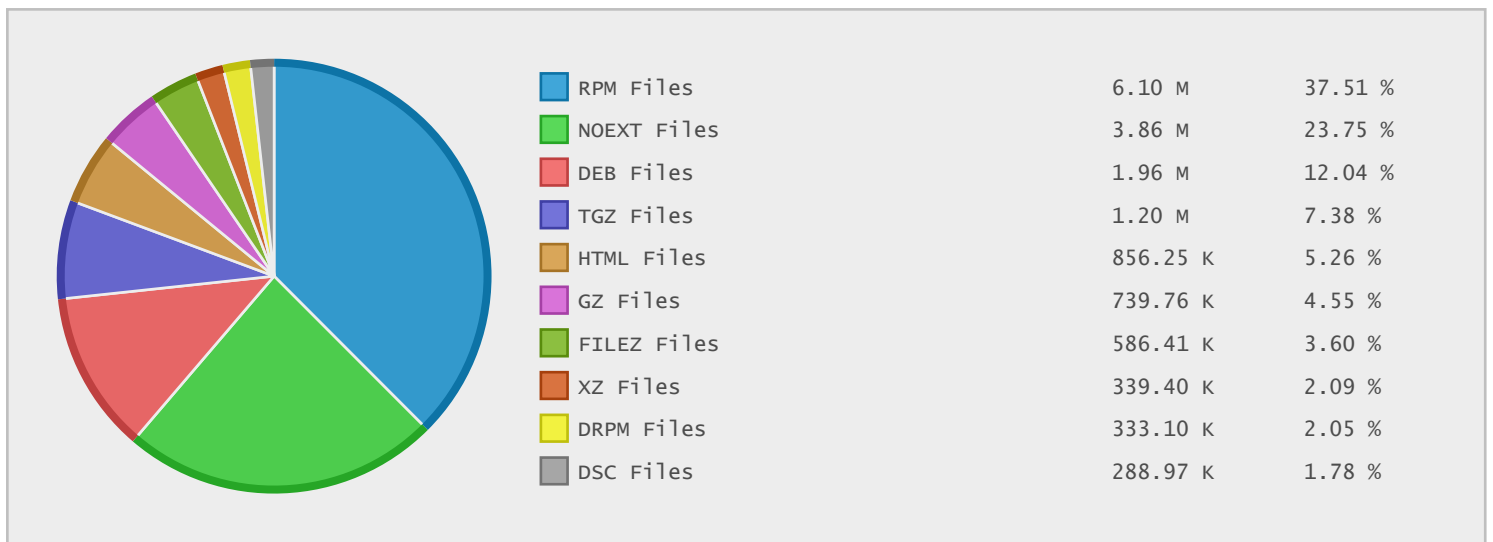 RPM Files 6.10 M 37.51 %
NOEXT Files 3.86 M 23.75 %
DEB Files 1.96 M 12.04 %
TGZ Files 1.20 M 7.38 %
HTML Files 856.25 K 5.26 %
GZ Files 739.76 K 4.55 %
FILEZ Files 586.41 K 3.60 %
XZ Files 339.40 K 2.09 %
DRPM Files 333.10 K 2.05 %
DSC Files 288.97 K 1.78 %